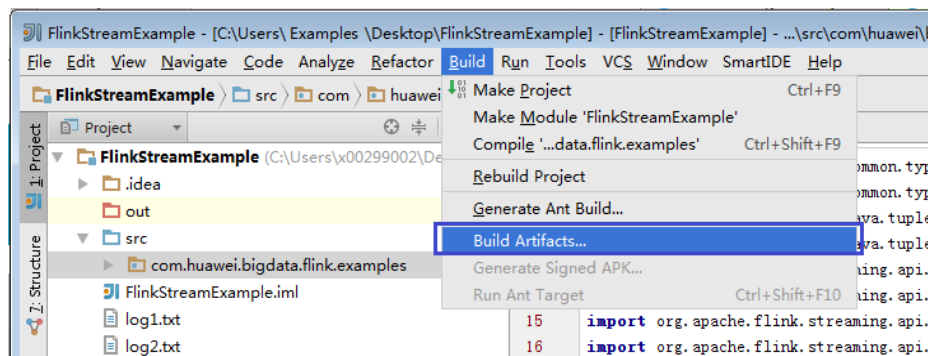 FlinkStreamExample - [C:\Users\ Examples \Desktop\FlinkStreamExample] - [FlinkStreamExample] - ...\src\com\huawei\
File Edit View Navigate Code Analyze Refactor Build Run Tools VCS Window SmartIDE Help
FlinkStreamExample src com huawei
Make Project Ctrl+F9
Make Module 'FlinkStreamExample'
Compile '...data.flink.examples' Ctrl+Shift+F9
Rebuild Project
Generate Ant Build...
Build Artifacts...
Generate Signed APK...
Run Ant Target Ctrl+Shift+F10
1: Project
7: Structure
Project
FlinkStreamExample (C:\Users\x00299002\De
.idea
out
src
com.huawei.bigdata.flink.examples
FlinkStreamExample.iml
log1.txt
log2.txt
ommon.typ
ommon.typ
ava.tuple
ava.tuple
ming.api.
ming.api.
15 import org.apache.flink.streaming.api.
16 import org.apache.flink.streaming.api.